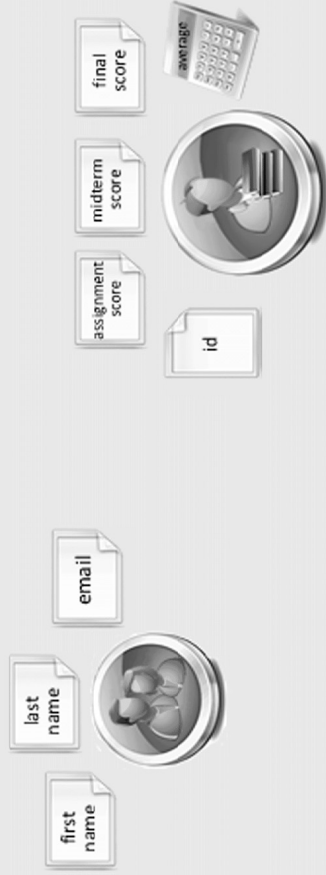 first
name
last
name
email
id
assignment
score
midterm
score
final
score
average